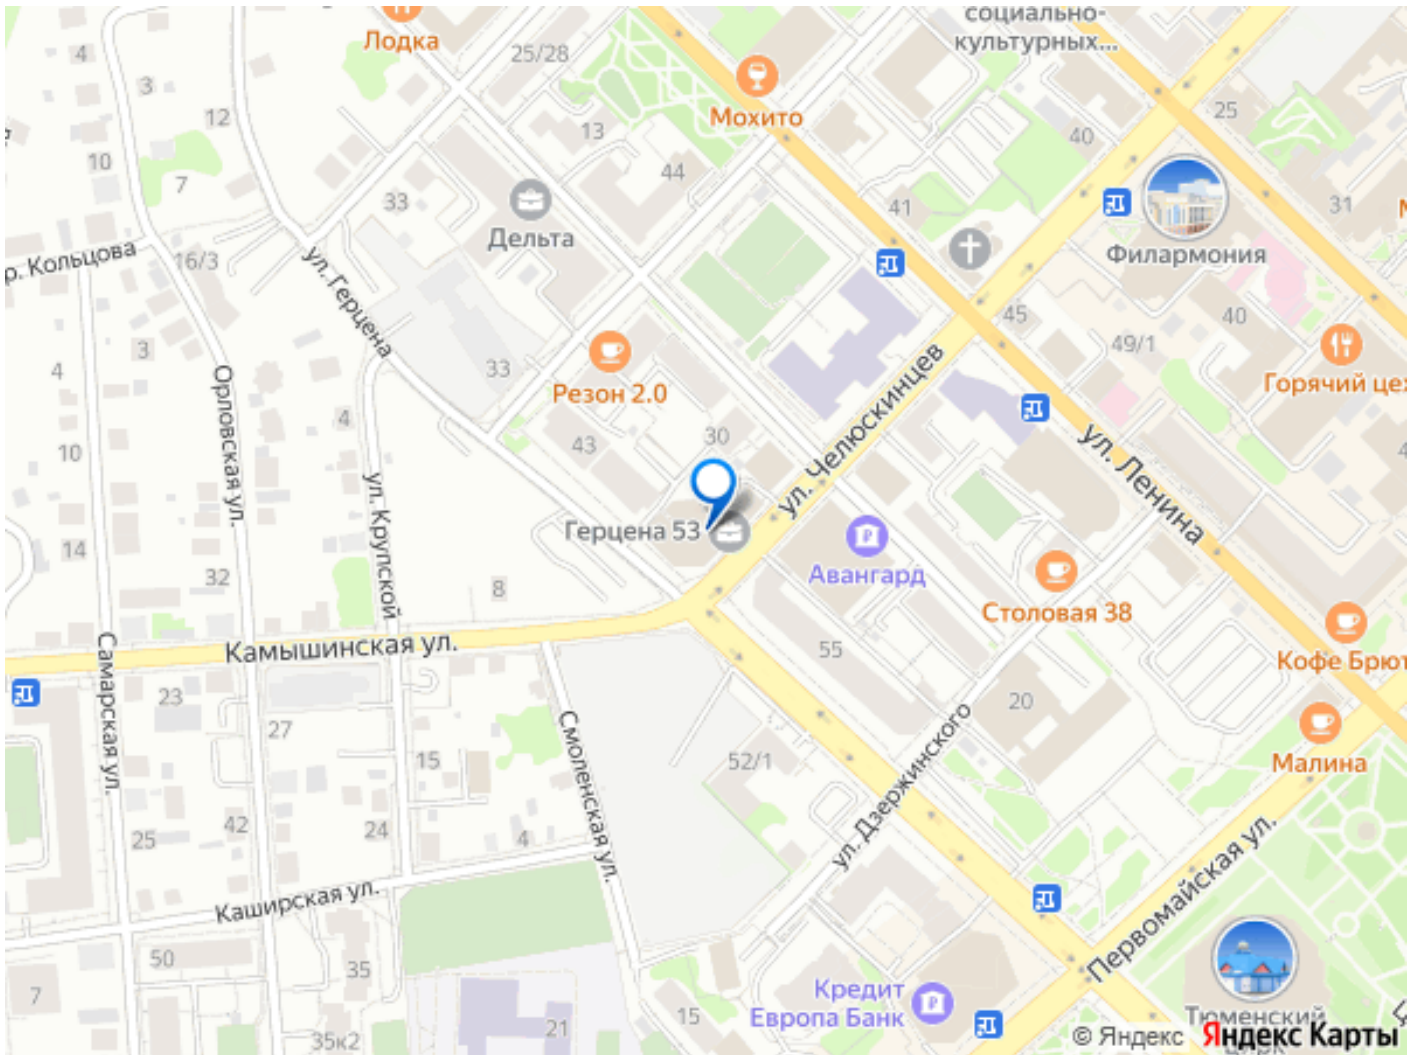 социально-
культурных...
Лодка
25/28
4
3
Мохито
12
25
13
40
10
7
44
33
41
31
Дельта
Филармония
р. Кольцова
16/3
ул. Герцена
45
40
49/1
3
4
33
Резон 2.0
Горячий цех
ул. Челюскинцев
Орловская ул.
4
43
30
10
ул. Ленина
ул. Крупской
Герцена 53
14
Авангард
32
8
Столовая 38
Камышинская ул.
55
Кофе Брют
Самарская ул.
23
27
20
Смоленская ул.
15
52/1
Малина
ул. Дзержинского
25
42
24
4
Первомайская ул.
Каширская ул.
50
35
7
Кредит
Европа Банк
15
21
35к2
Тюменский
© Яндекс Яндекс Карты